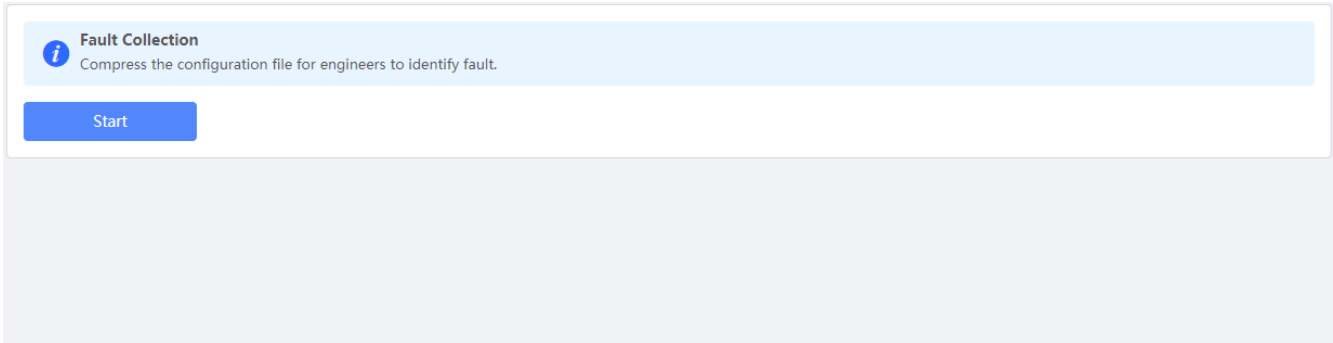 Fault Collection
Compress the configuration file for engineers to identify fault.
Start